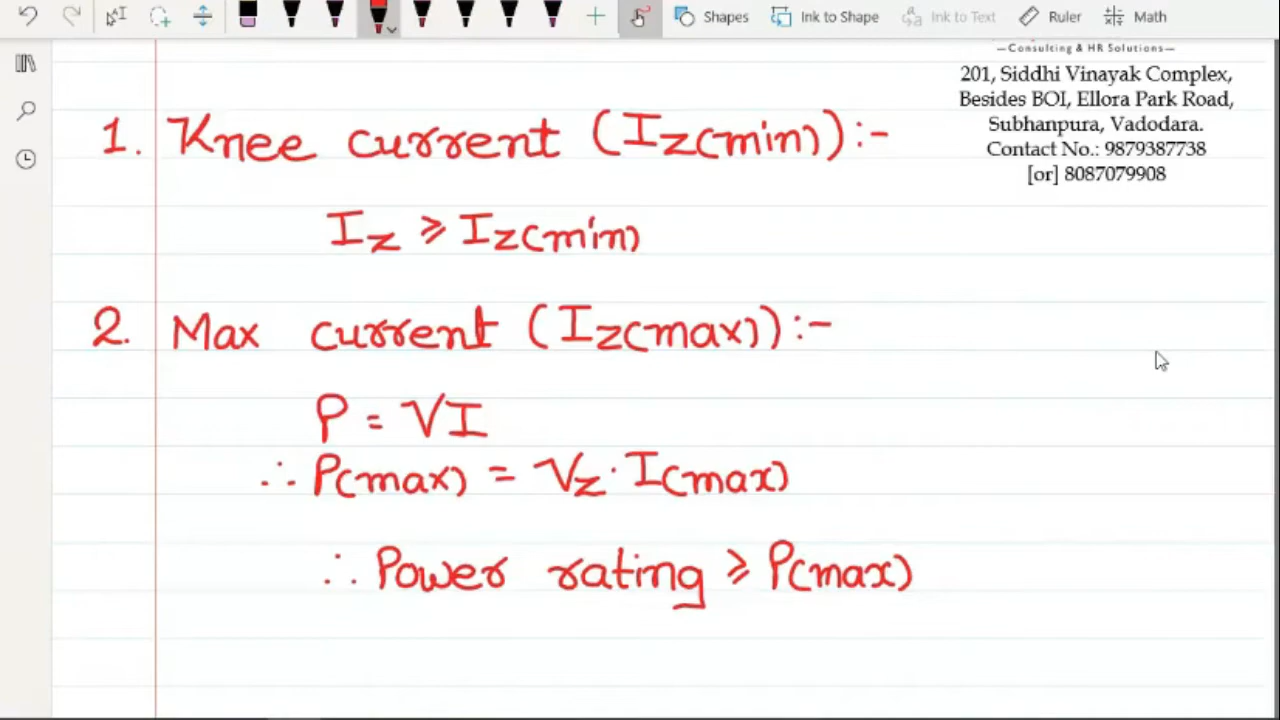 Shapes Ink to Shape Ink to Text Ruler Math
—Consulting & HR Solutions—
201, Siddhi Vinayak Complex,
Besides BOI, Ellora Park Road,
Subhanpura, Vadodara.
Contact No.: 9879387738
[or] 8087079908
1. Knee current (Iz(min)):-
Iz ≥ Iz(min)
2. Max current (Iz(max)):-
P = VI
∴ P(max) = Vz · I(max)
∴ Power rating ≥ P(max)